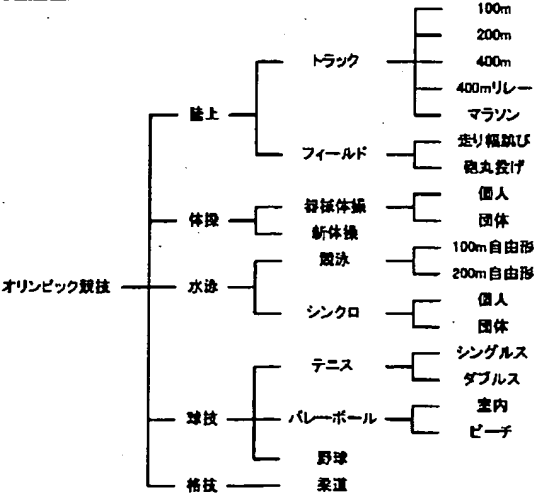 100m
200m
トラック
400m
400mリレー
陸上
マラソン
フィールド
走り幅跳び
砲丸投げ
体操
器械体操
個人
団体
新体操
オリンピック競技
水泳
競泳
100m自由形
200m自由形
シンクロ
個人
団体
球技
テニス
シングルス
ダブルス
バレーボール
室内
ビーチ
野球
格技
柔道